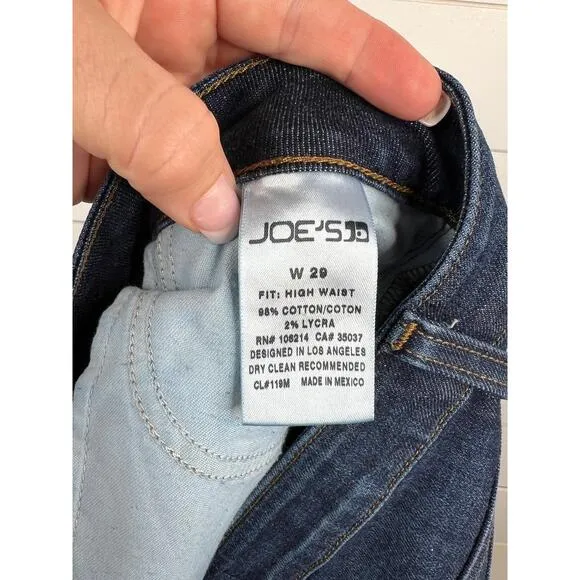 JOE'S
W 29
FIT: HIGH WAIST
98% COTTON/COTON
2% LYCRA
RN# 106214 CA# 35037
DESIGNED IN LOS ANGELES
DRY CLEAN RECOMMENDED
CL#119M MADE IN MEXICO